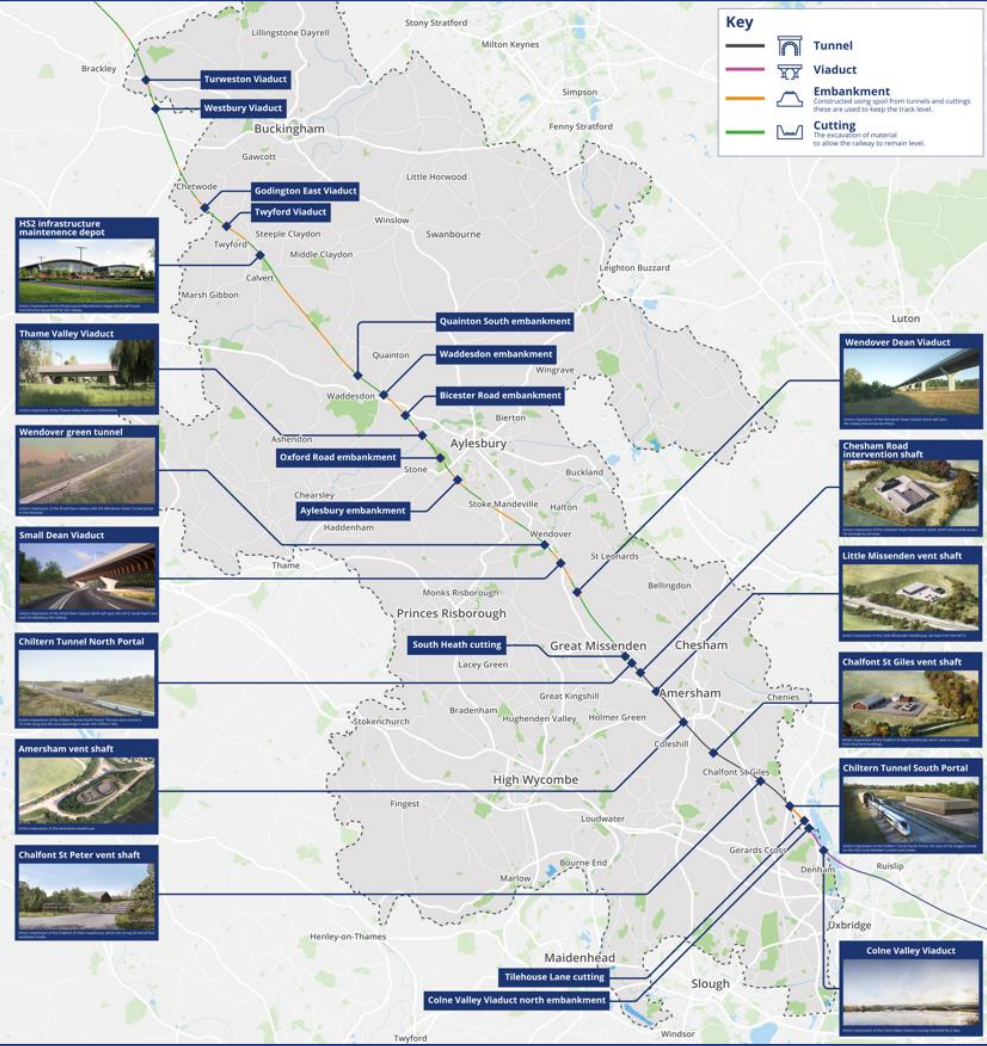 Key
Tunnel
Viaduct
Embankment
Constructed using spoil from tunnels and cuttings
these are used to keep the track level.
Cutting
The excavation of material
to allow the railway to remain level.
Stony Stratford
Lillingstone Dayrell
Milton Keynes
Brackley
Turweston Viaduct
Simpson
Westbury Viaduct
Buckingham
Fenny Stratford
Gawcott
Little Horwood
Chetwode
Godington East Viaduct
Twyford Viaduct
Winslow
Steeple Claydon
Swanbourne
Twyford
Middle Claydon
Calvert
Leighton Buzzard
Marsh Gibbon
HS2 infrastructure
maintenence depot
Luton
Quainton South embankment
Thame Valley Viaduct
Wendover Dean Viaduct
Quainton
Waddesdon embankment
Wingrave
Waddesdon
Bicester Road embankment
Bierton
Wendover green tunnel
Ashendon
Aylesbury
Chesham Road
intervention shaft
Oxford Road embankment
Stone
Buckland
Chearsley
Aylesbury embankment
Stoke Mandeville
Halton
Haddenham
Small Dean Viaduct
Wendover
St Leonards
Little Missenden vent shaft
Thame
Bellingdon
Monks Risborough
Princes Risborough
Chiltern Tunnel North Portal
South Heath cutting
Great Missenden
Chesham
Lacey Green
Chalfont St Giles vent shaft
Great Kingshill
Amersham
Chenies
Bradenham
Hughenden Valley
Holmer Green
Stokenchurch
Coleshill
Amersham vent shaft
High Wycombe
Chalfont St Giles
Chiltern Tunnel South Portal
Fingest
Loudwater
Chalfont St Peter vent shaft
Gerards Cross
Bourne End
Denham
Ruislip
Marlow
Uxbridge
Henley-on-Thames
Colne Valley Viaduct
Maidenhead
Tilehouse Lane cutting
Slough
Colne Valley Viaduct north embankment
Windsor
Twyford